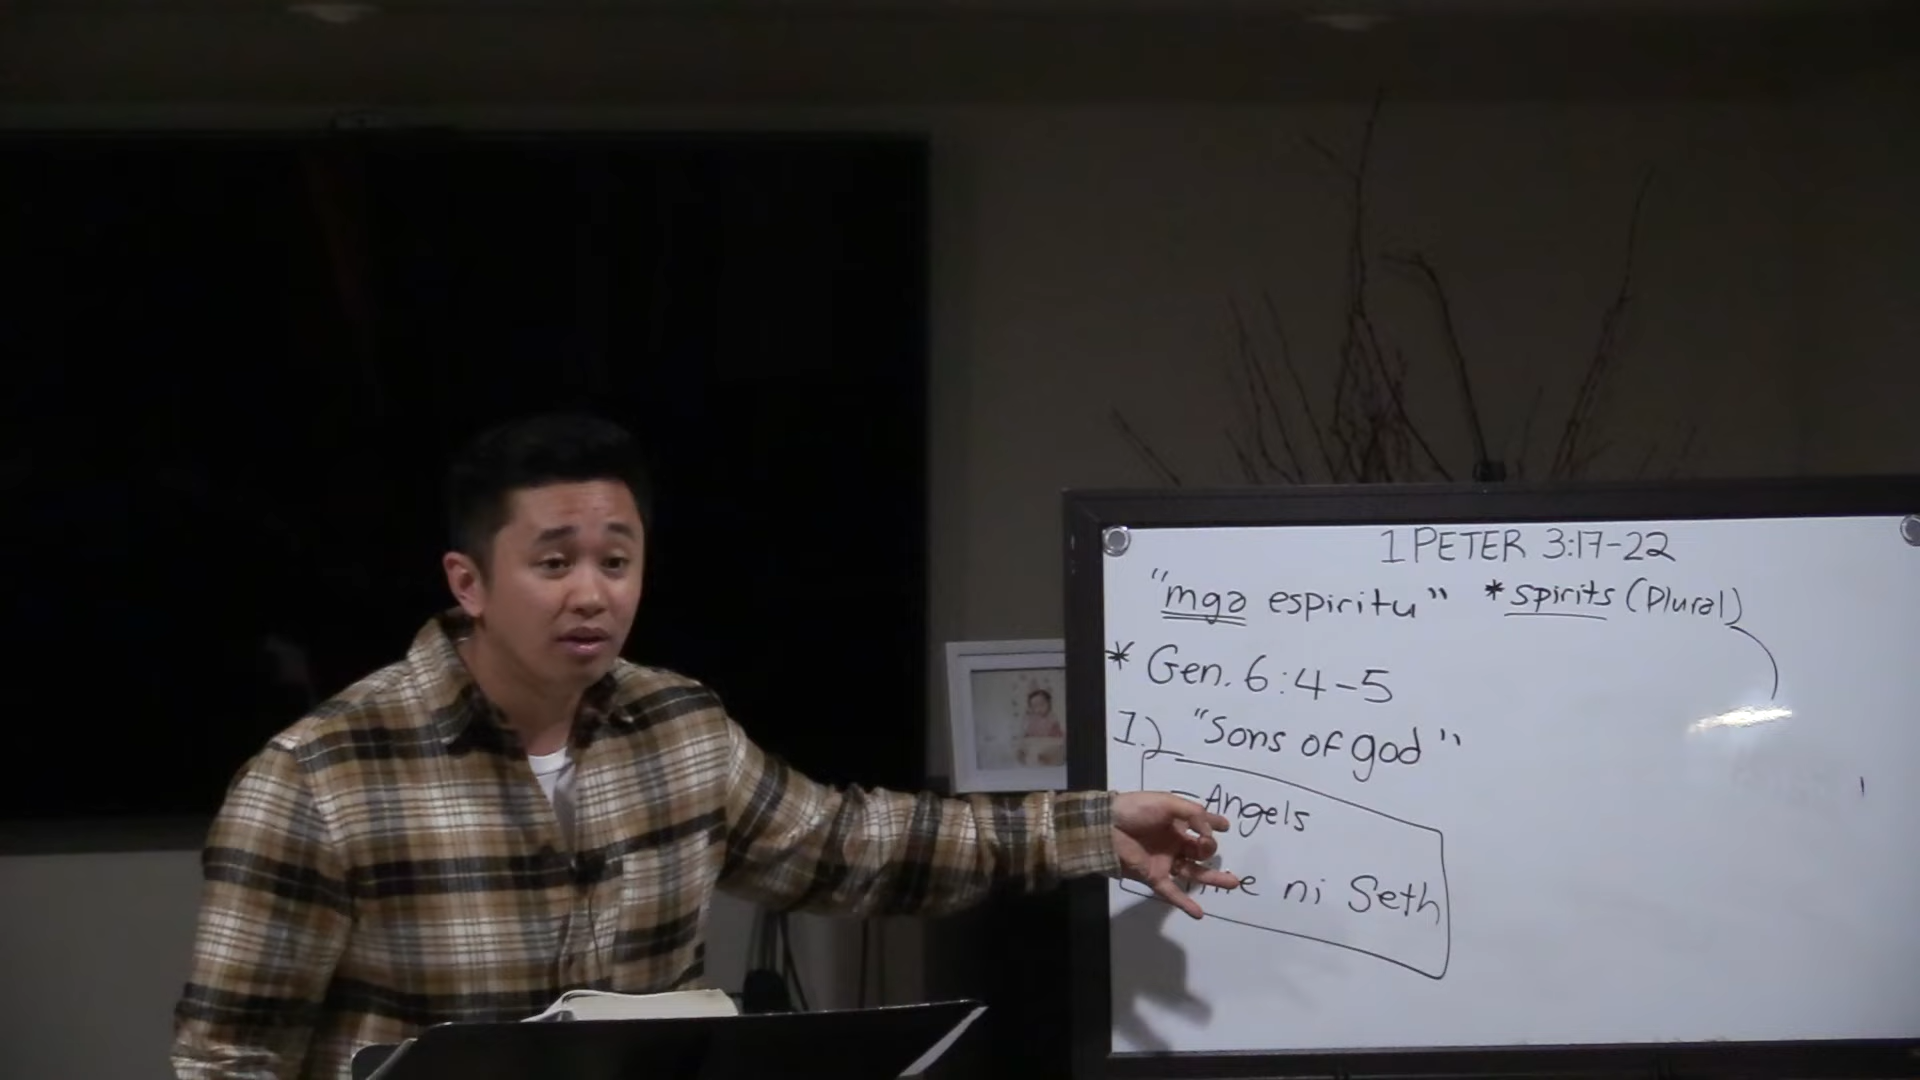 1 PETER 3:17-22
"mga espiritu" * spirits (Plural)
* Gen. 6:4-5
1.) "Sons of god"
- Angels
ni Seth